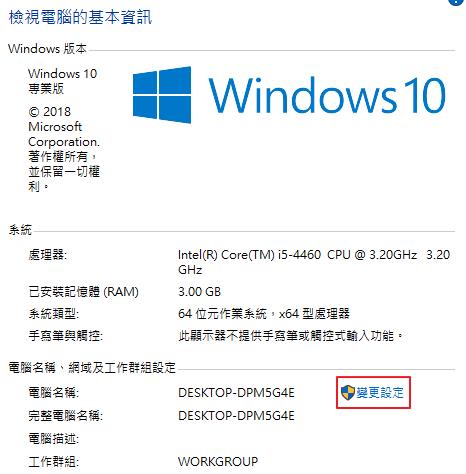 檢視電腦的基本資訊
Windows 版本
Windows 10
專業版
© 2018
Microsoft
Corporation.
著作權所有，
並保留一切權
利。
Windows 10
系統
處理器: Intel(R) Core(TM) i5-4460 CPU @ 3.20GHz 3.20
GHz
已安裝記憶體 (RAM) 3.00 GB
系統類型: 64 位元作業系統，x64 型處理器
手寫筆與觸控: 此顯示器不提供手寫筆或觸控式輸入功能。
電腦名稱、網域及工作群組設定
電腦名稱: DESKTOP-DPM5G4E 變更設定
完整電腦名稱: DESKTOP-DPM5G4E
電腦描述:
工作群組: WORKGROUP